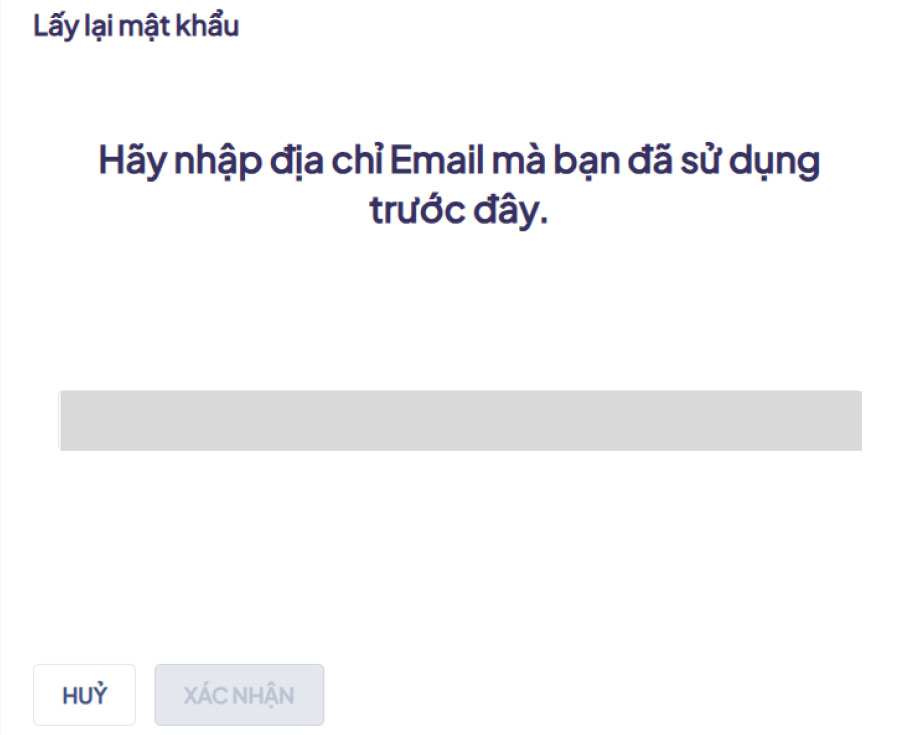 Lấy lại mật khẩu
Hãy nhập địa chỉ Email mà bạn đã sử dụng
trước đây.
HUỶ
XÁC NHẬN